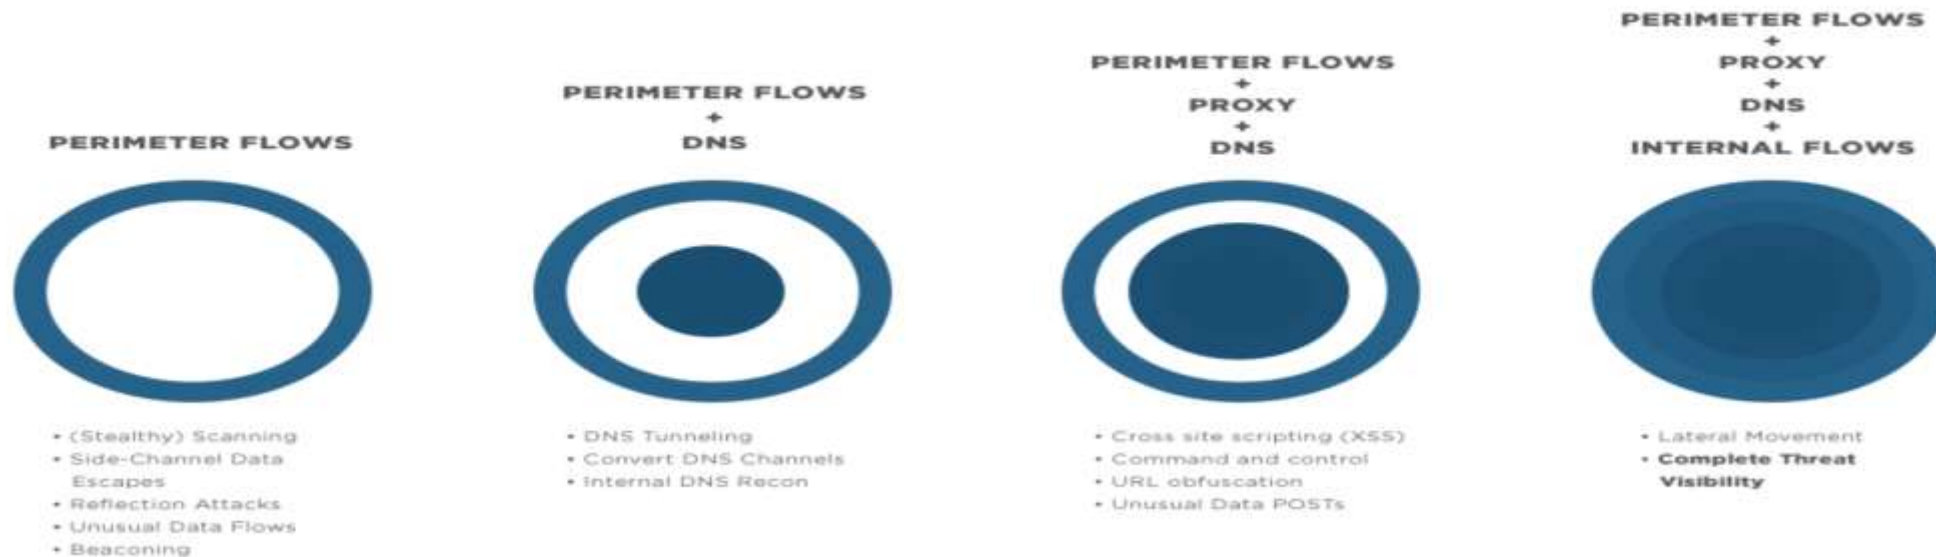 PERIMETER FLOWS
• (Stealthy) Scanning
• Side-Channel Data
Escapes
• Reflection Attacks
• Unusual Data Flows
• Beaconing
PERIMETER FLOWS
+
DNS
• DNS Tunneling
• Convert DNS Channels
• Internal DNS Recon
PERIMETER FLOWS
+
PROXY
+
DNS
• Cross site scripting (XSS)
• Command and control
• URL obfuscation
• Unusual Data POSTs
PERIMETER FLOWS
+
PROXY
+
DNS
+
INTERNAL FLOWS
• Lateral Movement
• Complete Threat
Visibility